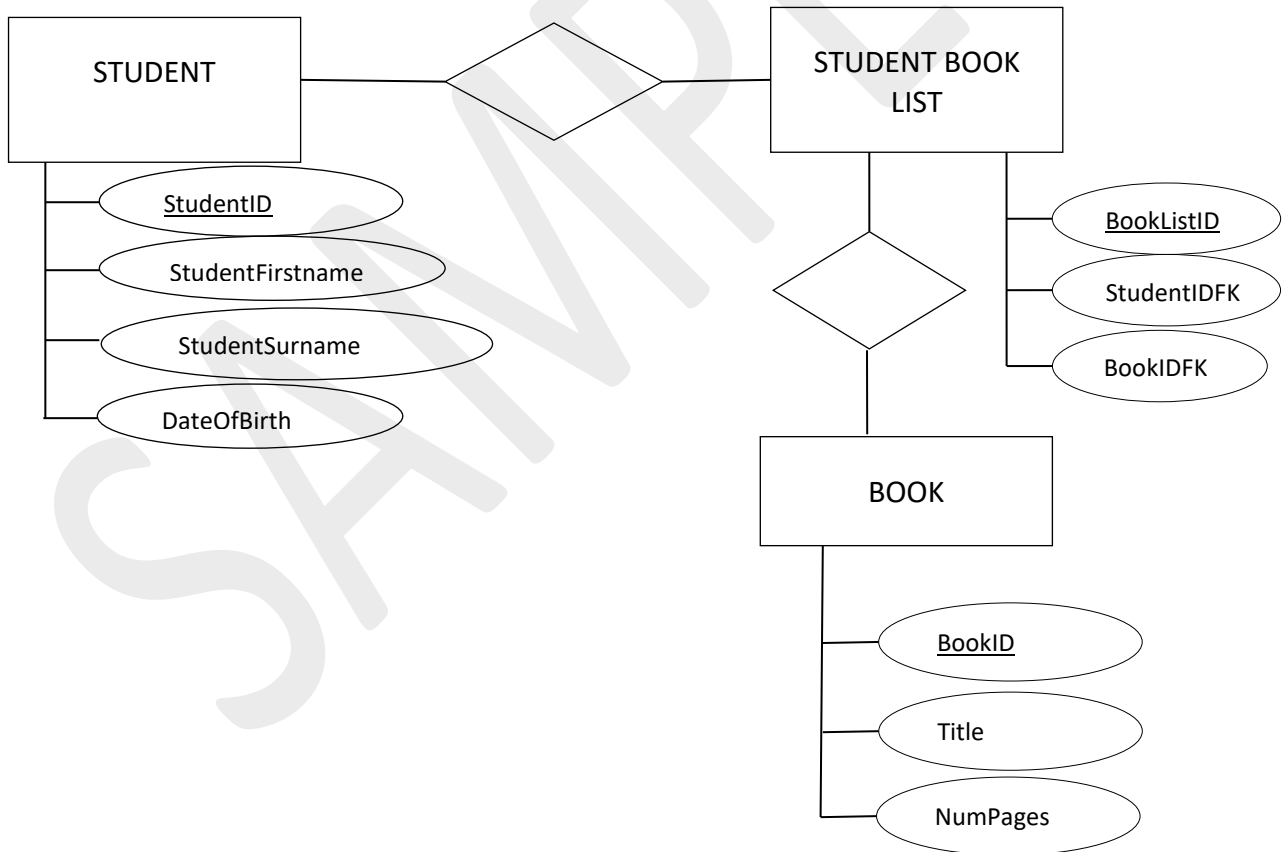 STUDENT
STUDENT BOOK
LIST
StudentID
StudentFirstname
StudentSurname
DateOfBirth
BookListID
StudentIDFK
BookIDFK
BOOK
BookID
Title
NumPages
SAMPLE